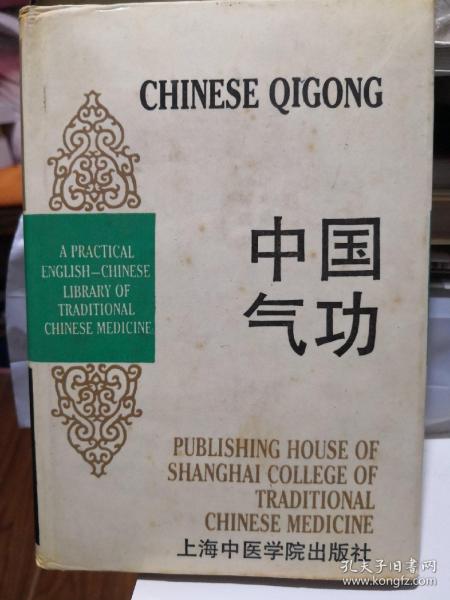 CHINESE QIGONG
A PRACTICAL
ENGLISH—CHINESE
LIBRARY OF
TRADITIONAL
CHINESE MEDICINE
中国
气功
PUBLISHING HOUSE OF
SHANGHAI COLLEGE OF
TRADITIONAL
CHINESE MEDICINE
上海中医学院出版社
孔夫子旧书网
www.kongfz.com